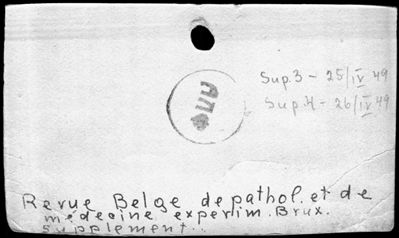 Sup. 3 - 25/IV 49
Sup. 4 - 26/IV 49
Revue Belge de pathol. et de
médecine experim. Brux.
supplement..